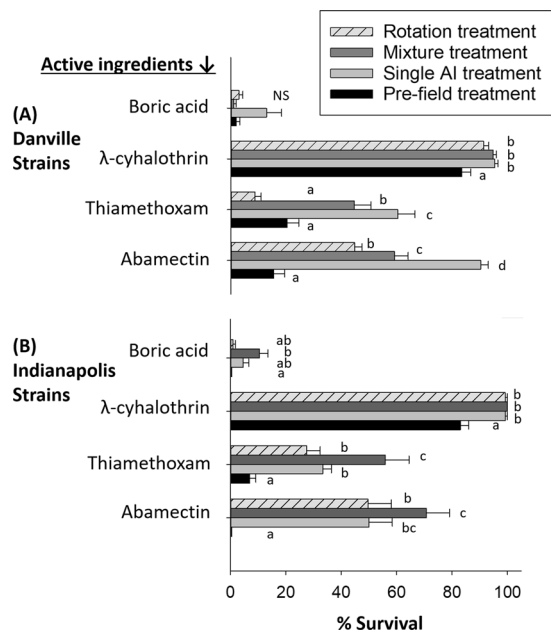 Active ingredients ↓
Rotation treatment
Mixture treatment
Single AI treatment
Pre-field treatment
(A)
Danville
Strains
Boric acid
NS
λ-cyhalothrin
b
b
b
a
Thiamethoxam
a
b
c
a
Abamectin
b
c
d
a
(B)
Indianapolis
Strains
Boric acid
ab
b
ab
a
λ-cyhalothrin
b
b
b
a
Thiamethoxam
b
c
b
a
Abamectin
b
c
bc
a
0 20 40 60 80 100
% Survival